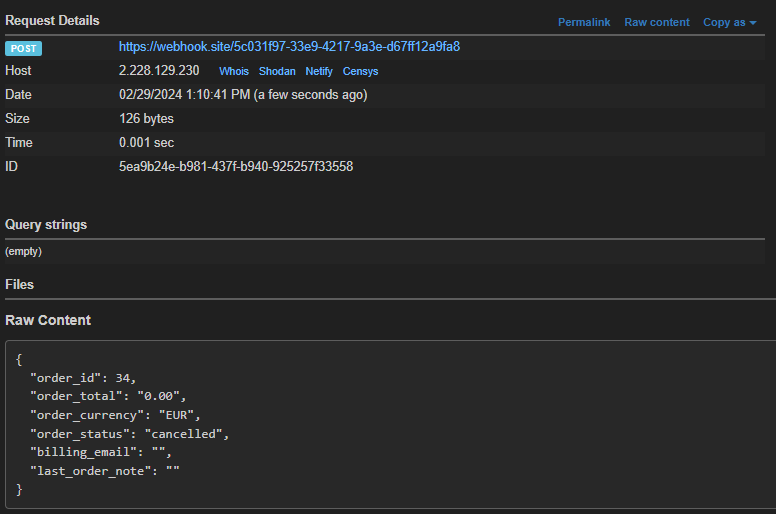 Request Details Permalink Raw content Copy as
POST https://webhook.site/5c031f97-33e9-4217-9a3e-d67ff12a9fa8
Host 2.228.129.230 Whois Shodan Netify Censys
Date 02/29/2024 1:10:41 PM (a few seconds ago)
Size 126 bytes
Time 0.001 sec
ID 5ea9b24e-b981-437f-b940-925257f33558
Query strings
(empty)
Files
Raw Content
{
  "order_id": 34,
  "order_total": "0.00",
  "order_currency": "EUR",
  "order_status": "cancelled",
  "billing_email": "",
  "last_order_note": ""
}